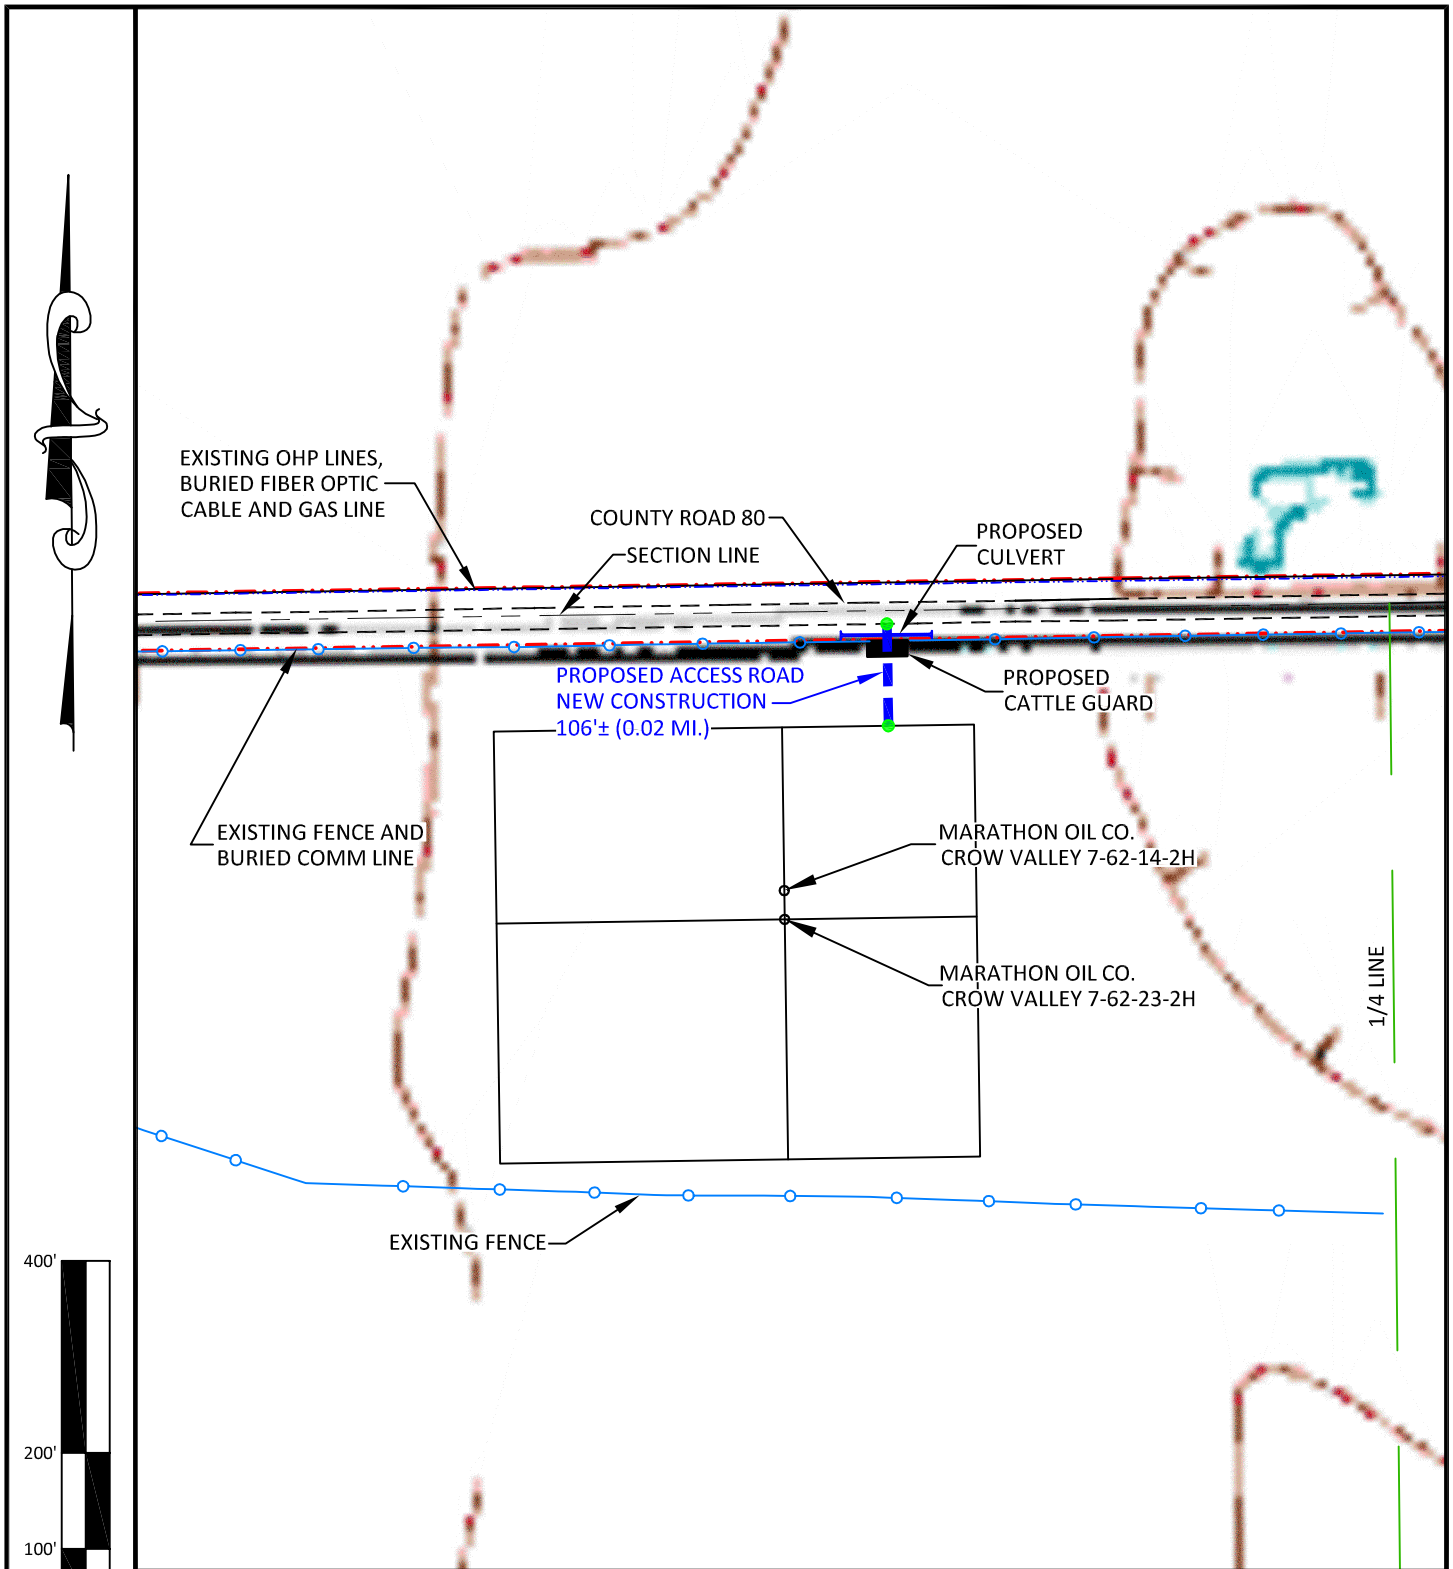 EXISTING OHP LINES,
BURIED FIBER OPTIC
CABLE AND GAS LINE
COUNTY ROAD 80
SECTION LINE
PROPOSED
CULVERT
PROPOSED ACCESS ROAD
NEW CONSTRUCTION
106'± (0.02 MI.)
PROPOSED
CATTLE GUARD
EXISTING FENCE AND
BURIED COMM LINE
MARATHON OIL CO.
CROW VALLEY 7-62-14-2H
MARATHON OIL CO.
CROW VALLEY 7-62-23-2H
1/4 LINE
EXISTING FENCE
400'
200'
100'